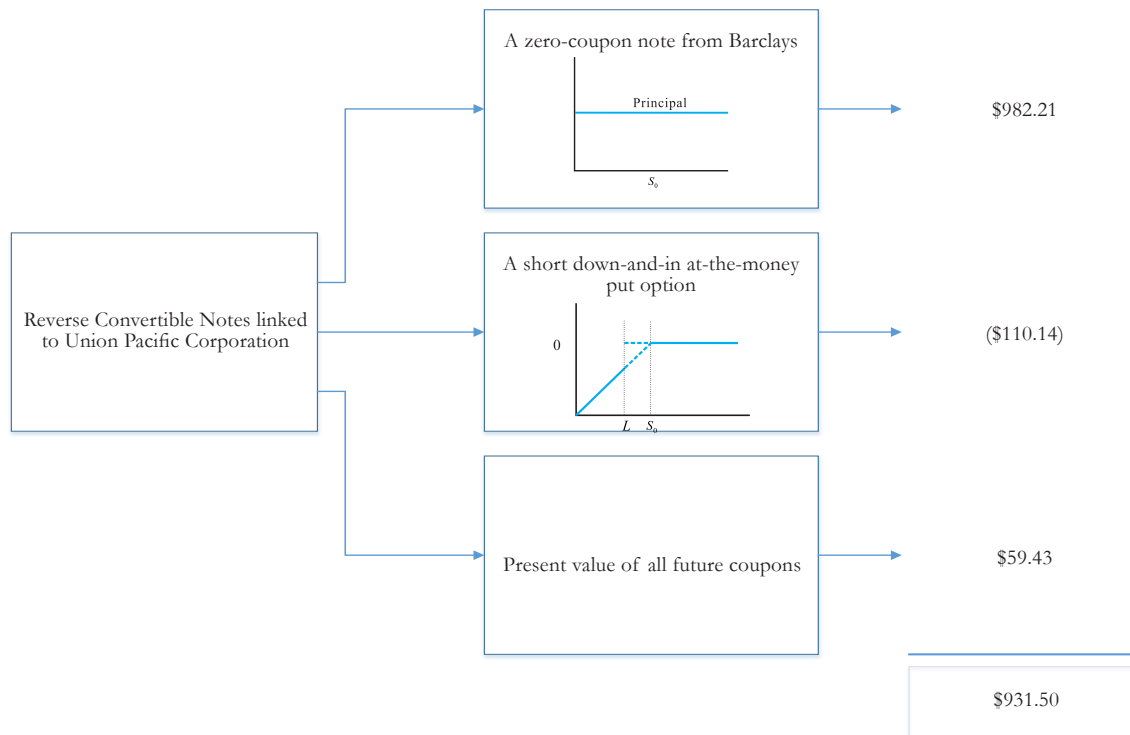 A zero-coupon note from Barclays
Principal
S₀
$982.21
Reverse Convertible Notes linked
to Union Pacific Corporation
A short down-and-in at-the-money
put option
0
L S₀
($110.14)
Present value of all future coupons
$59.43
$931.50